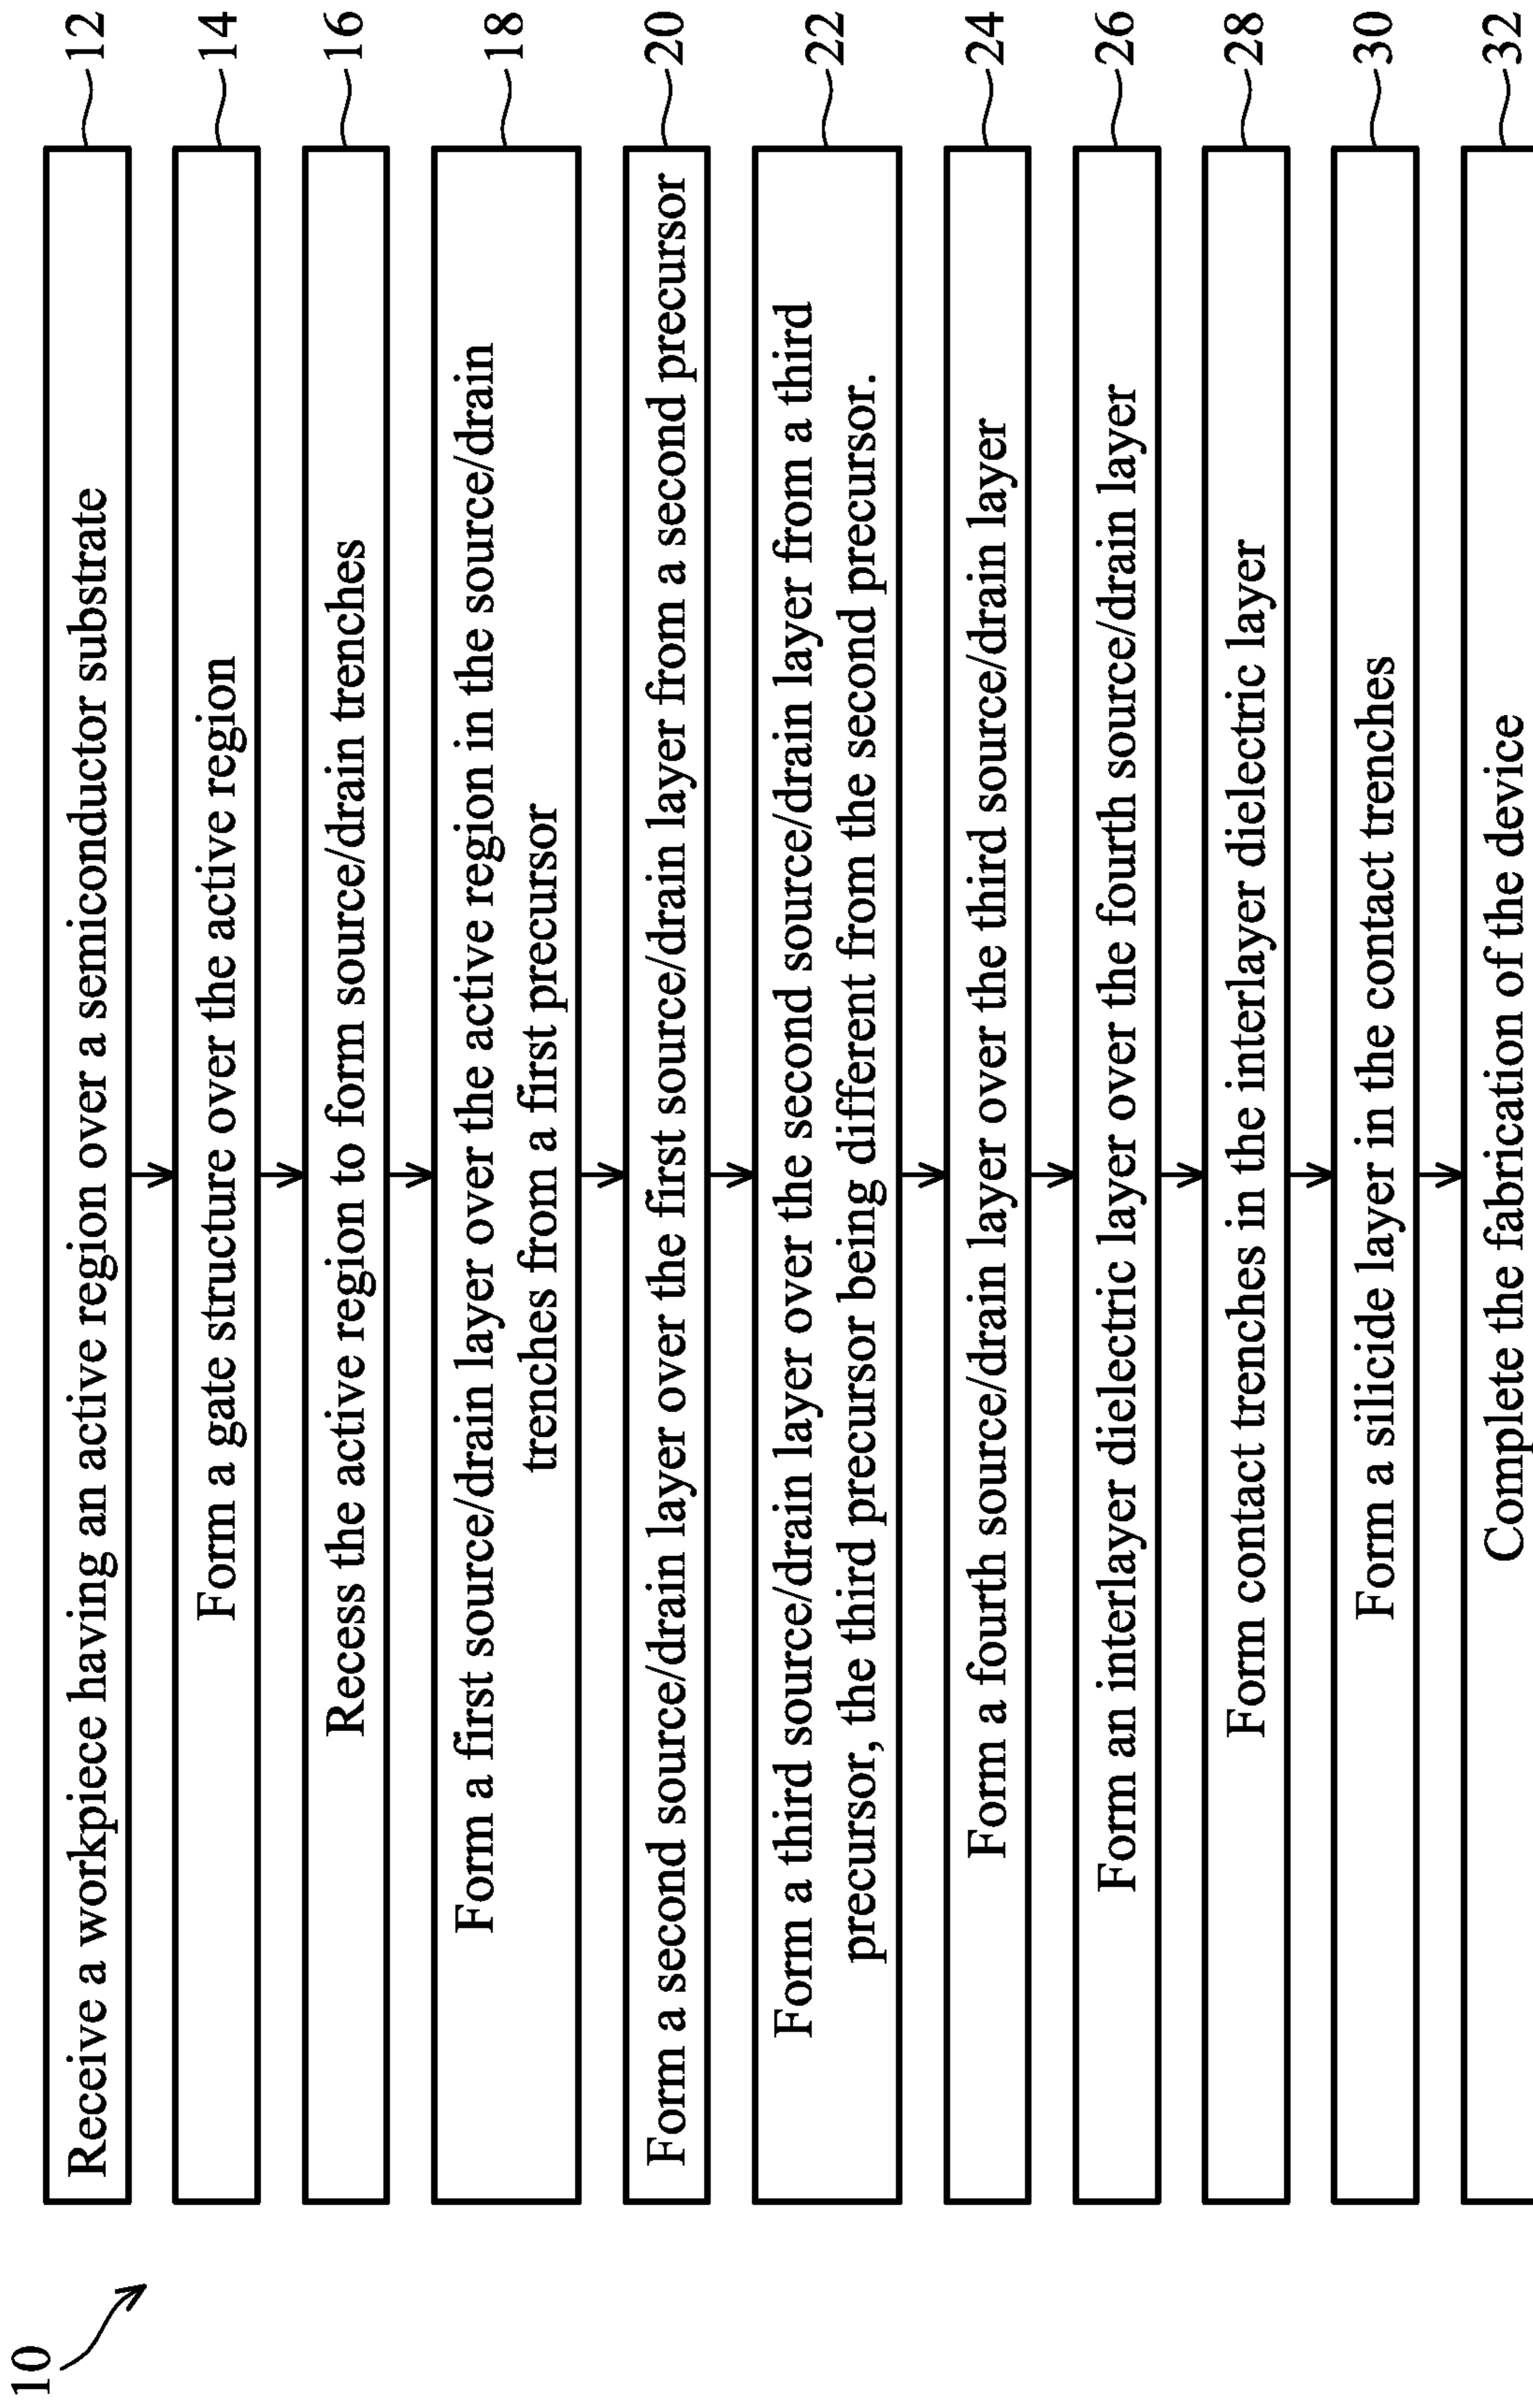 10
Receive a workpiece having an active region over a semiconductor substrate
12
Form a gate structure over the active region
14
Recess the active region to form source/drain trenches
16
Form a first source/drain layer over the active region in the source/drain
trenches from a first precursor
18
Form a second source/drain layer over the first source/drain layer from a second precursor
20
Form a third source/drain layer over the second source/drain layer from a third
precursor, the third precursor being different from the second precursor.
22
Form a fourth source/drain layer over the third source/drain layer
24
Form an interlayer dielectric layer over the fourth source/drain layer
26
Form contact trenches in the interlayer dielectric layer
28
Form a silicide layer in the contact trenches
30
Complete the fabrication of the device
32